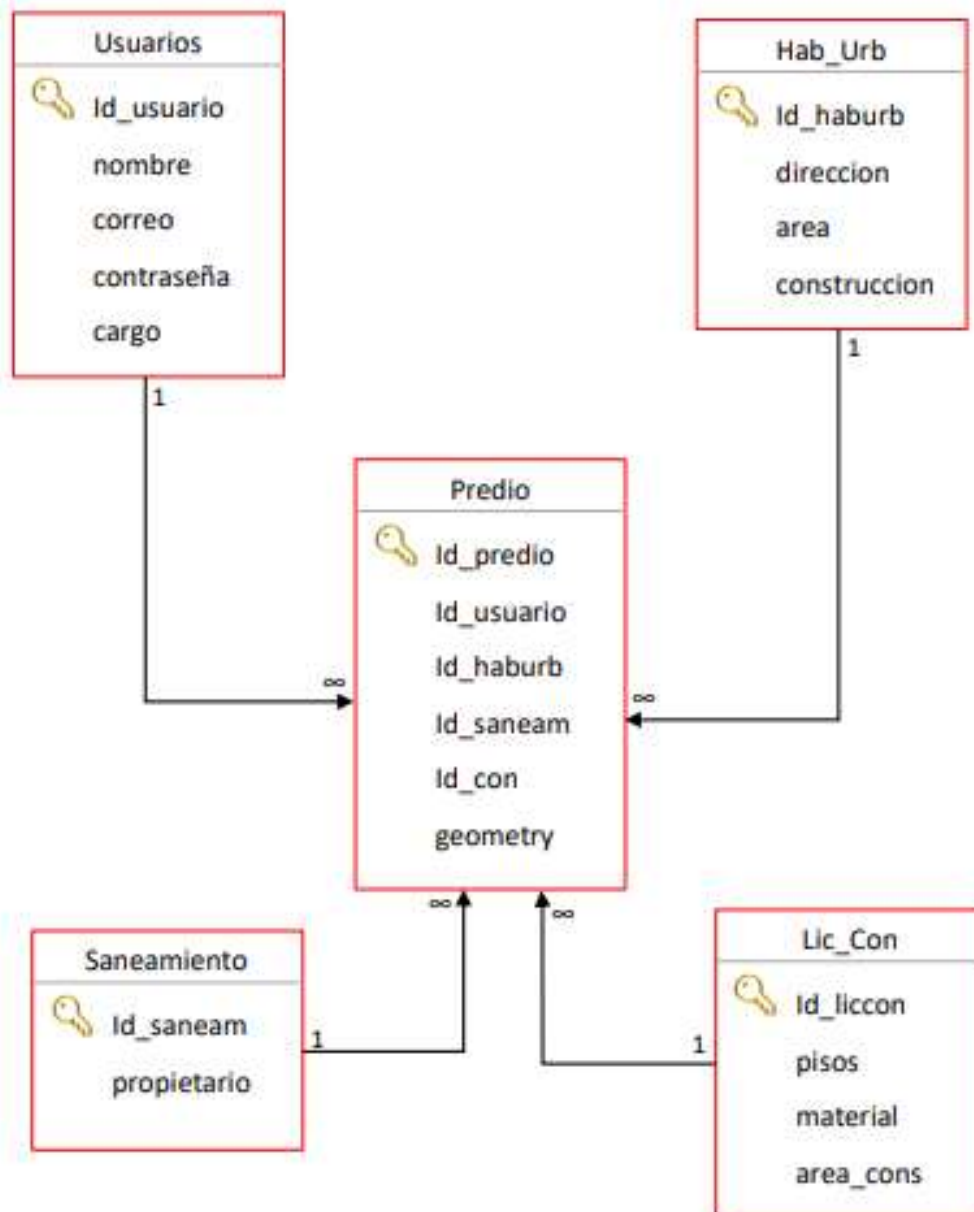 Usuarios
Id_usuario
nombre
correo
contraseña
cargo
1
Hab_Urb
Id_haburb
direccion
area
construccion
1
Predio
Id_predio
Id_usuario
Id_haburb
Id_saneam
Id_con
geometry
∞
∞
∞
∞
Saneamiento
Id_saneam
propietario
1
Lic_Con
Id_liccon
pisos
material
area_cons
1